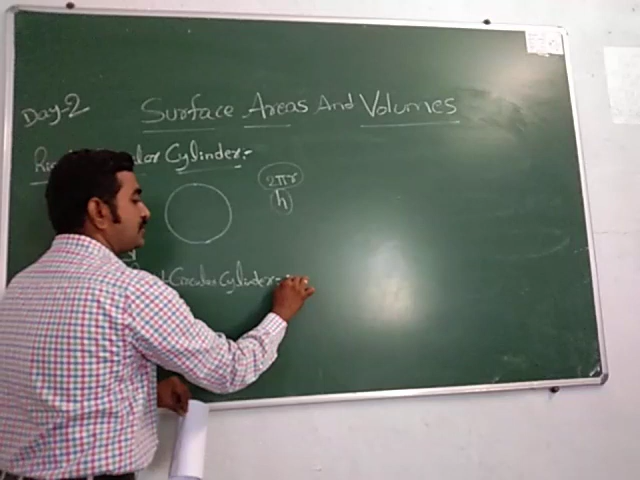 Day-2 Surface Areas And Volumes
Cylinder:-
2πr
h
Circular Cylinder =